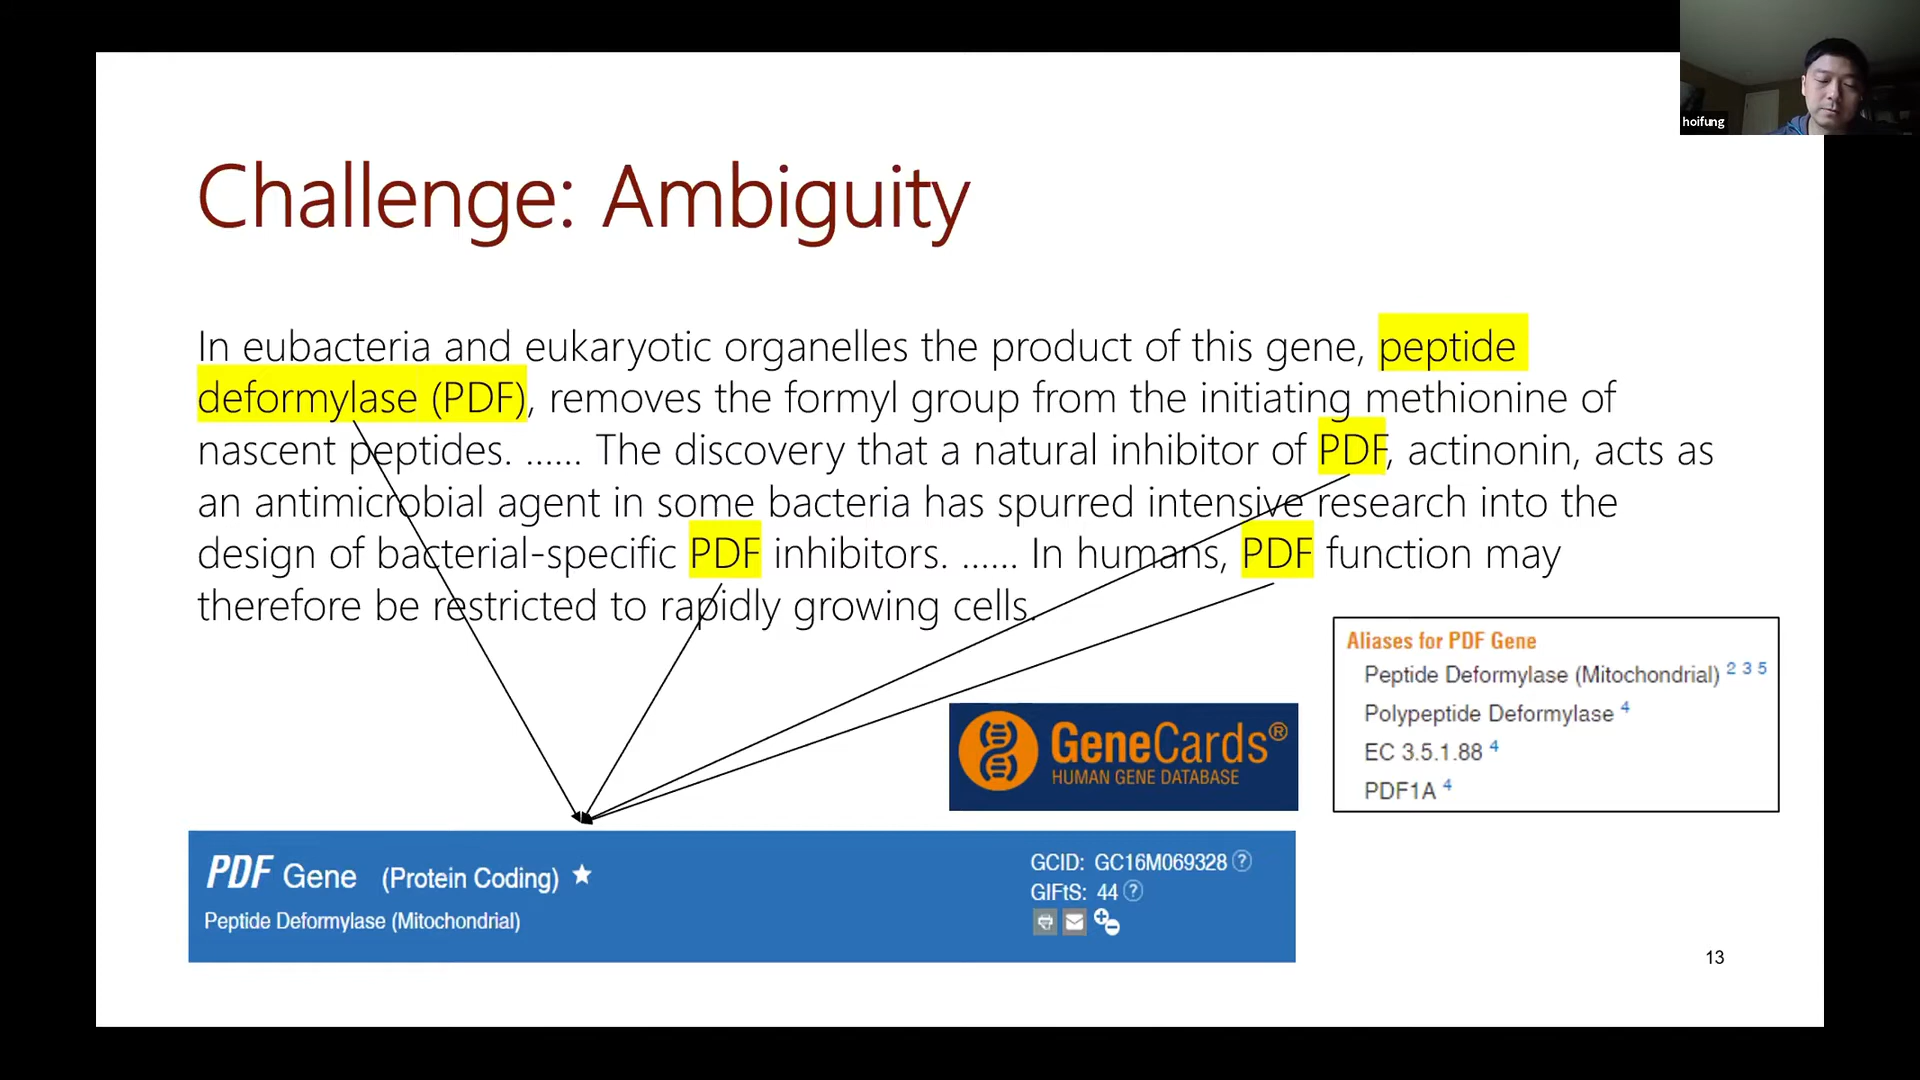 hoifung
Challenge: Ambiguity
In eubacteria and eukaryotic organelles the product of this gene, peptide
deformylase (PDF), removes the formyl group from the initiating methionine of
nascent peptides. ...... The discovery that a natural inhibitor of PDF, actinonin, acts as
an antimicrobial agent in some bacteria has spurred intensive research into the
design of bacterial-specific PDF inhibitors. ...... In humans, PDF function may
therefore be restricted to rapidly growing cells.
Aliases for PDF Gene
Peptide Deformylase (Mitochondrial) 2 3 5
Polypeptide Deformylase 4
EC 3.5.1.88 4
PDF1A 4
GeneCards®
HUMAN GENE DATABASE
PDF Gene (Protein Coding) ★
Peptide Deformylase (Mitochondrial)
GCID: GC16M069328 ?
GIFtS: 44 ?
13